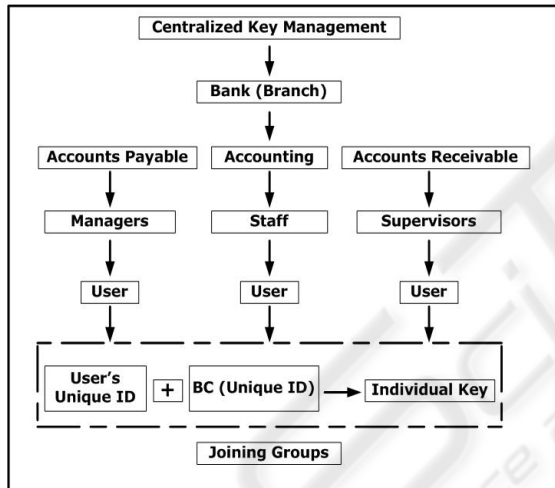 Centralized Key Management
Bank (Branch)
Accounts Payable
Accounting
Accounts Receivable
Managers
Staff
Supervisors
User
User
User
User's
Unique ID
+
BC (Unique ID)
Individual Key
Joining Groups